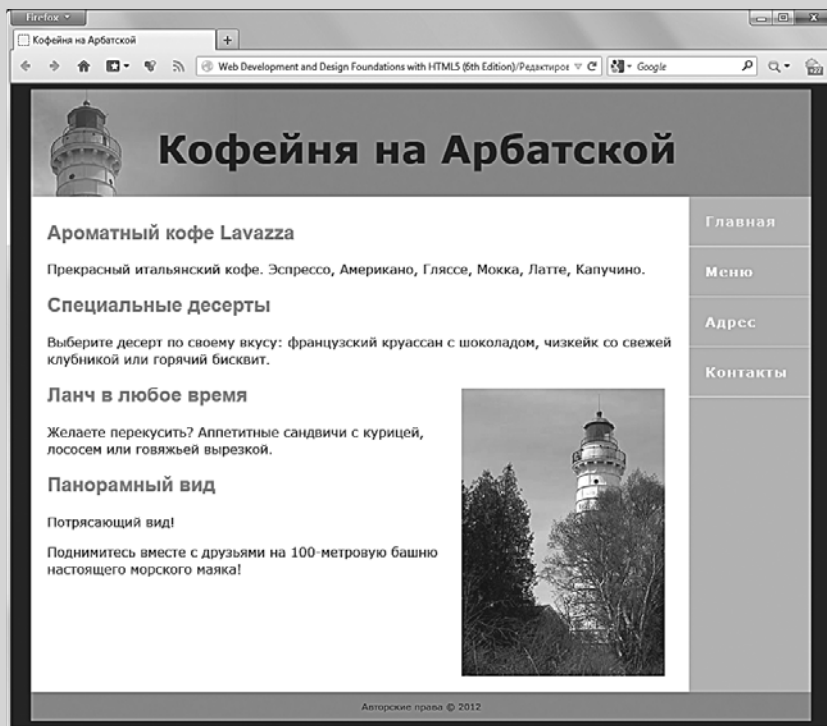 Firefox
Кофейня на Арбатской
Web Development and Design Foundations with HTML5 (6th Edition)/Редактиров
Google
Кофейня на Арбатской
Ароматный кофе Lavazza
Прекрасный итальянский кофе. Эспрессо, Американо, Гляссе, Мокка, Латте, Капучино.
Специальные десерты
Выберите десерт по своему вкусу: французский круассан с шоколадом, чизкейк со свежей
клубникой или горячий бисквит.
Ланч в любое время
Желаете перекусить? Аппетитные сандвичи с курицей,
лососем или говяжьей вырезкой.
Панорамный вид
Потрясающий вид!
Поднимитесь вместе с друзьями на 100-метровую башню
настоящего морского маяка!
Главная
Меню
Адрес
Контакты
Авторские права © 2012